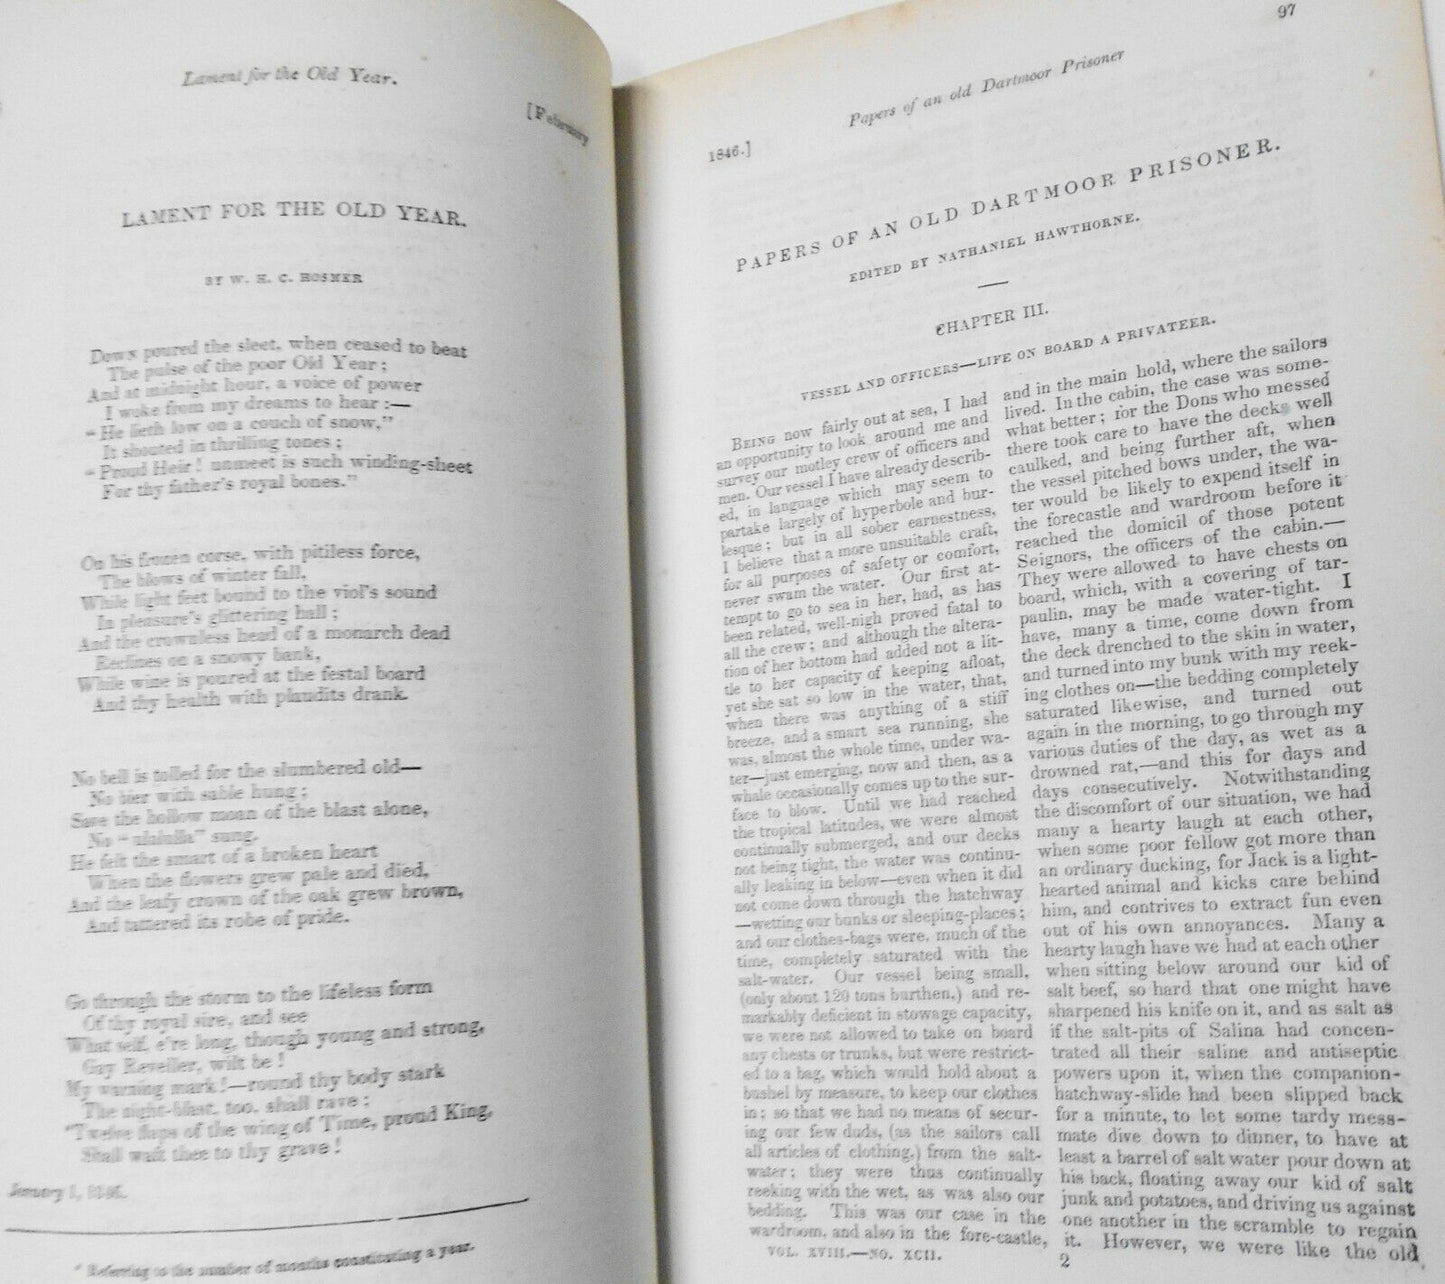 Lament for the Old Year.
[February
LAMENT FOR THE OLD YEAR.
BY W. H. C. HOSMER
Down poured the sleet, when ceased to beat
The pulse of the poor Old Year;
And at midnight hour, a voice of power
I woke from my dreams to hear:—
"He lieth low on a couch of snow,"
It shouted in thrilling tones;
"Proud Heir! unmeet is such winding-sheet
For thy father's royal bones."
On his frozen corse, with pitiless force,
The blows of winter fall,
While light feet bound to the viol's sound
In pleasure's glittering hall;
And the crownless head of a monarch dead
Reclines on a snowy bank,
While wine is poured at the festal board
And thy health with plaudits drank.
No bell is tolled for the slumbered old—
No bier with sable hung;
Save the hollow moan of the blast alone,
No "ulalulla" sung.
He felt the smart of a broken heart
When the flowers grew pale and died,
And the leafy crown of the oak grew brown,
And tattered its robe of pride.
Go through the storm to the lifeless form
Of thy royal sire, and see
What self, e're long, though young and strong,
Gay Reveller, wilt be!
My warning mark!—round thy body stark
The night-blast, too, shall rave;
*Twelve flaps of the wing of Time, proud King,
Shall waft thee to thy grave!
January 1, 1846.
* Referring to the number of months constituting a year.
97
Papers of an old Dartmoor Prisoner
1846.]
PAPERS OF AN OLD DARTMOOR PRISONER.
EDITED BY NATHANIEL HAWTHORNE.
CHAPTER III.
VESSEL AND OFFICERS—LIFE ON BOARD A PRIVATEER.
BEING now fairly out at sea, I had
an opportunity to look around me and
survey our motley crew of officers and
men. Our vessel I have already describ-
ed, in language which may seem to
partake largely of hyperbole and bur-
lesque; but in all sober earnestness,
I believe that a more unsuitable craft,
for all purposes of safety or comfort,
never swam the water. Our first at-
tempt to go to sea in her, had, as has
been related, well-nigh proved fatal to
all the crew; and although the altera-
tion of her bottom had added not a lit-
tle to her capacity of keeping afloat,
yet she sat so low in the water, that,
when there was anything of a stiff
breeze, and a smart sea running, she
was, almost the whole time, under wa-
ter—just emerging, now and then, as a
whale occasionally comes up to the sur-
face to blow. Until we had reached
the tropical latitudes, we were almost
continually submerged, and our decks
not being tight, the water was continu-
ally leaking in below—even when it did
not come down through the hatchway
—wetting our bunks or sleeping-places;
and our clothes-bags were, much of the
time, completely saturated with the
salt-water. Our vessel being small,
(only about 120 tons burthen,) and re-
markably deficient in stowage capacity,
we were not allowed to take on board
any chests or trunks, but were restrict-
ed to a bag, which would hold about a
bushel by measure, to keep our clothes
in; so that we had no means of secur-
ing our few duds, (as the sailors call
all articles of clothing,) from the salt-
water; they were thus continually
reeking with the wet, as was also our
bedding. This was our case in the
wardroom, and also in the fore-castle,
VOL. XVIII.—NO. XCII.
and in the main hold, where the sailors
lived. In the cabin, the case was some-
what better; for the Dons who messed
there took care to have the decks well
caulked, and being further aft, when
the vessel pitched bows under, the wa-
ter would be likely to expend itself in
the forecastle and wardroom before it
reached the domicil of those potent
Seignors, the officers of the cabin.—
They were allowed to have chests on
board, which, with a covering of tar-
paulin, may be made water-tight. I
have, many a time, come down from
the deck drenched to the skin in water,
and turned into my bunk with my reek-
ing clothes on—the bedding completely
saturated likewise, and turned out
again in the morning, to go through my
various duties of the day, as wet as a
drowned rat,—and this for days and
days consecutively. Notwithstanding
the discomfort of our situation, we had
many a hearty laugh at each other,
when some poor fellow got more than
an ordinary ducking, for Jack is a light-
hearted animal and kicks care behind
him, and contrives to extract fun even
out of his own annoyances. Many a
hearty laugh have we had at each other
when sitting below around our kid of
salt beef, so hard that one might have
sharpened his knife on it, and as salt as
if the salt-pits of Salina had concen-
trated all their saline and antiseptic
powers upon it, when the companion-
hatchway-slide had been slipped back
for a minute, to let some tardy mess-
mate dive down to dinner, to have at
least a barrel of salt water pour down at
his back, floating away our kid of salt
junk and potatoes, and driving us against
one another in the scramble to regain
it. However, we were like the old
2